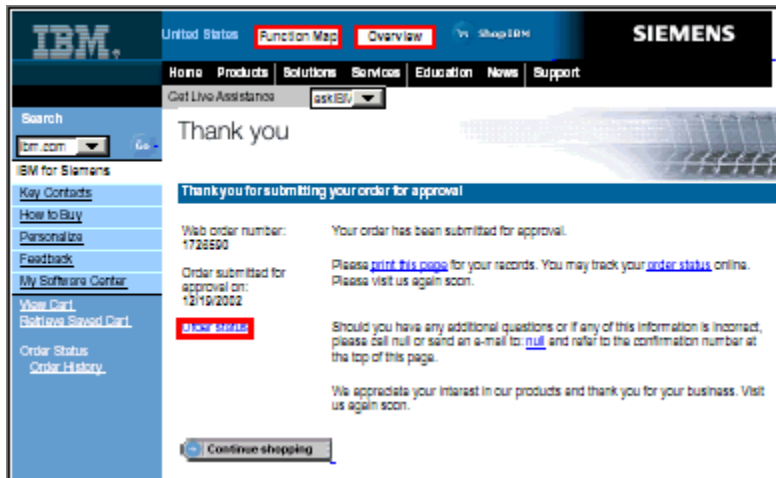 IBM
United States Function Map Overview Shop IBM SIEMENS
Home Products Solutions Services Education News Support
Get Live Assistance askIBM
Search
ibm.com Go
IBM for Siemens
Key Contacts
How to Buy
Personalize
Feedback
My Software Center
View Cart
Retrieve Saved Cart
Order Status
Order History
Thank you
Thank you for submitting your order for approval
Web order number:
1726590
Order submitted for
approval on:
12/19/2002
Order status
Your order has been submitted for approval.
Please print this page for your records. You may track your order status online.
Please visit us again soon.
Should you have any additional questions or if any of this information is incorrect,
please call null or send an e-mail to: null and refer to the confirmation number at
the top of this page.
We appreciate your interest in our products and thank you for your business. Visit
us again soon.
Continue shopping